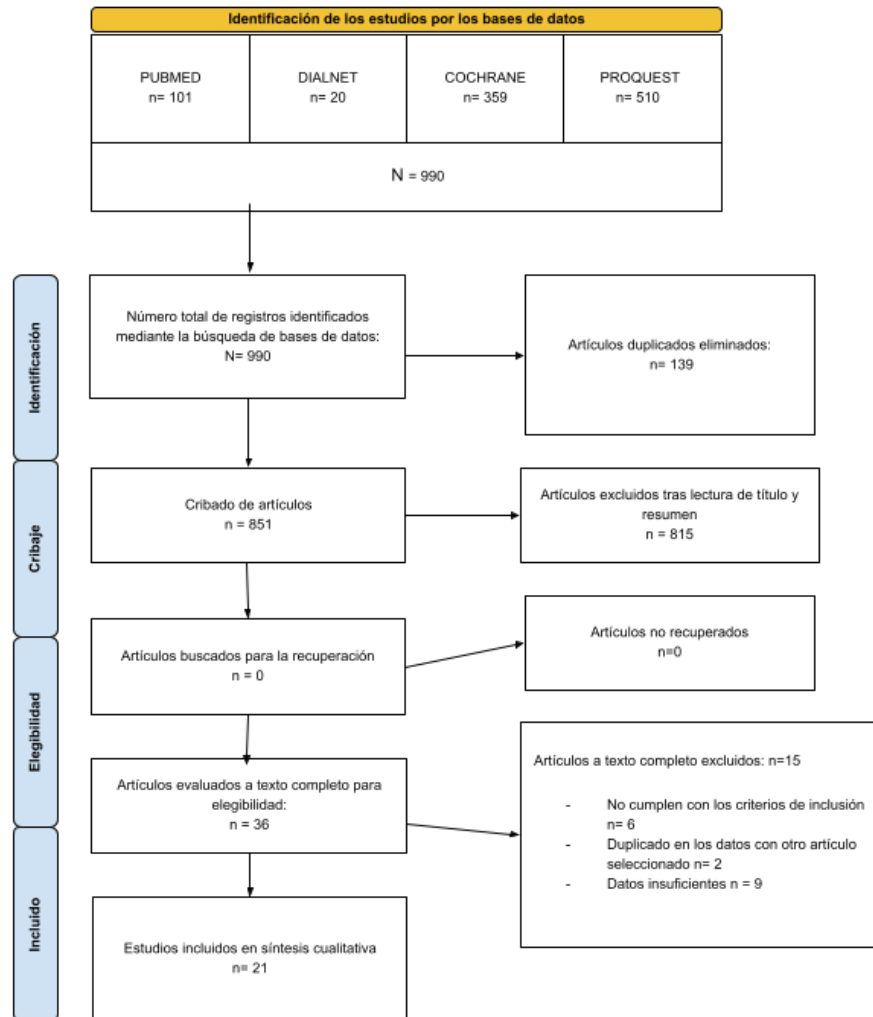 Identificación de los estudios por los bases de datos
PUBMED
n= 101
DIALNET
n= 20
COCHRANE
n= 359
PROQUEST
n= 510
N = 990
Identificación
Número total de registros identificados
mediante la búsqueda de bases de datos:
N= 990
Artículos duplicados eliminados:
n= 139
Cribaje
Cribado de artículos
n = 851
Artículos excluidos tras lectura de título y
resumen
n = 815
Elegibilidad
Artículos buscados para la recuperación
n = 0
Artículos no recuperados
n=0
Artículos evaluados a texto completo para
elegibilidad:
n = 36
Artículos a texto completo excluidos: n=15
- No cumplen con los criterios de inclusión
n= 6
- Duplicado en los datos con otro artículo
seleccionado n= 2
- Datos insuficientes n = 9
Incluido
Estudios incluidos en síntesis cualitativa
n= 21